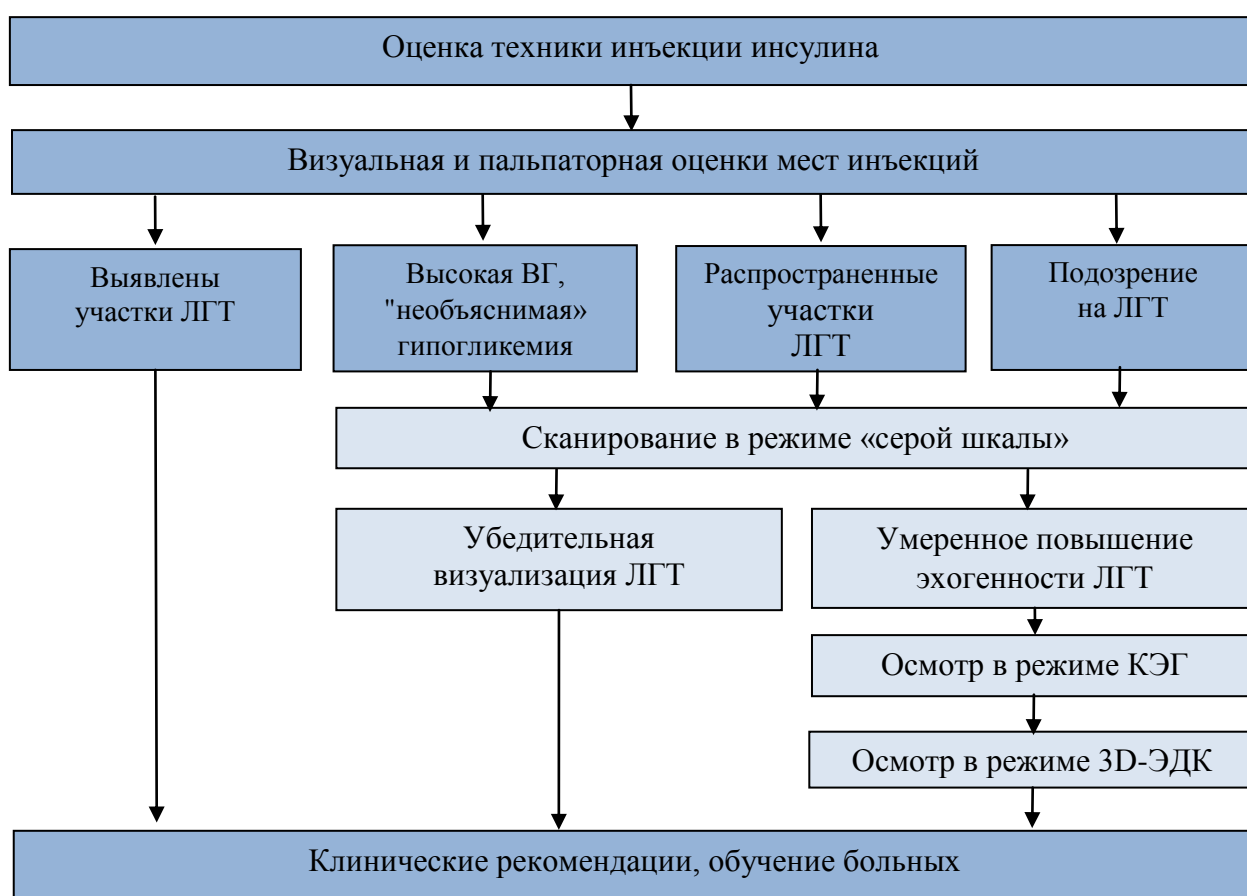 Оценка техники инъекции инсулина
Визуальная и пальпаторная оценки мест инъекций
Выявлены
участки ЛГТ
Высокая ВГ,
"необъяснимая»
гипогликемия
Распространенные
участки
ЛГТ
Подозрение
на ЛГТ
Сканирование в режиме «серой шкалы»
Убедительная
визуализация ЛГТ
Умеренное повышение
эхогенности ЛГТ
Осмотр в режиме КЭГ
Осмотр в режиме 3D-ЭДК
Клинические рекомендации, обучение больных